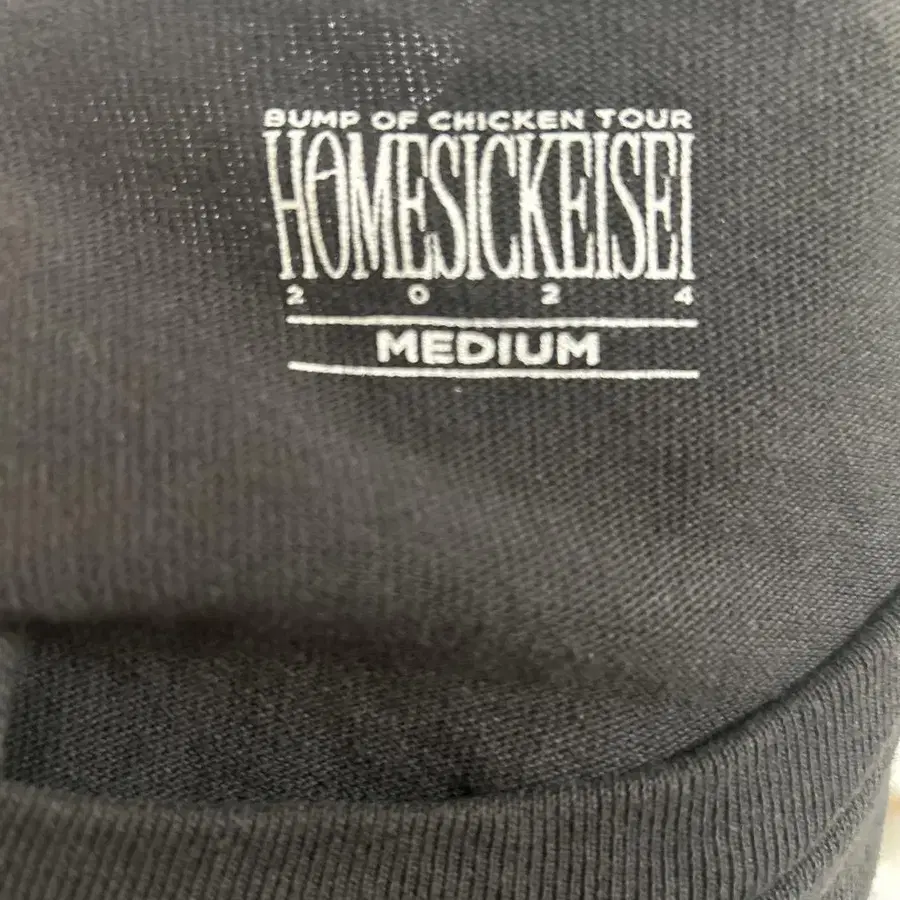 BUMP OF CHICKEN TOUR
HOMESICKEISEI
2 0 2 4
MEDIUM